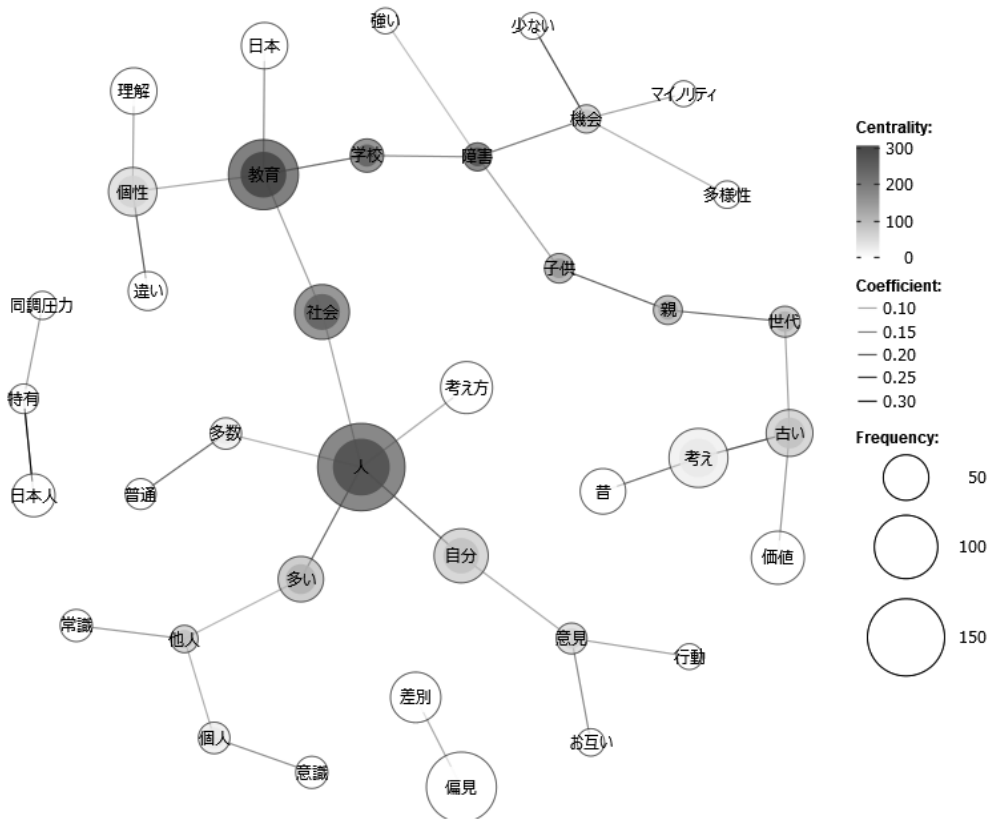 強い
少ない
日本
理解
マイノリティ
機会
学校
障害
教育
個性
多様性
子供
違い
同調圧力
社会
親
世代
考え方
特有
多数
古い
考え
人
普通
昔
日本人
自分
価値
多い
常識
他人
意見
行動
差別
個人
お互い
意識
偏見
Centrality:
300
200
100
0
Coefficient:
0.10
0.15
0.20
0.25
0.30
Frequency:
50
100
150